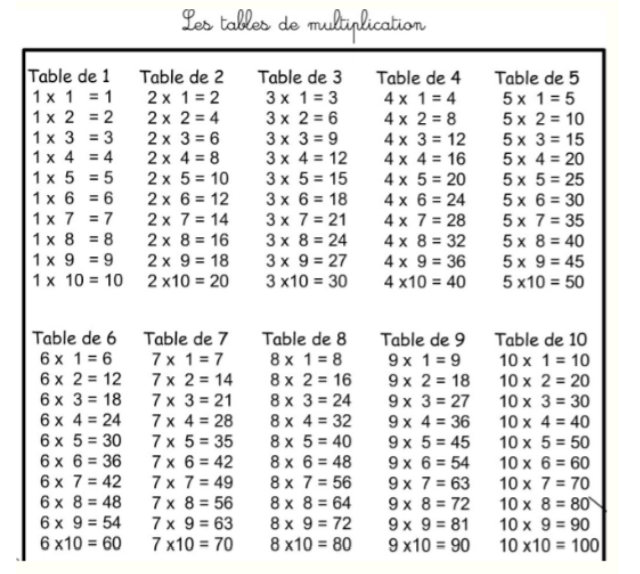 Les tables de multiplication
Table de 1 Table de 2 Table de 3 Table de 4 Table de 5
1 x 1 = 1 2 x 1 = 2 3 x 1 = 3 4 x 1 = 4 5 x 1 = 5
1 x 2 = 2 2 x 2 = 4 3 x 2 = 6 4 x 2 = 8 5 x 2 = 10
1 x 3 = 3 2 x 3 = 6 3 x 3 = 9 4 x 3 = 12 5 x 3 = 15
1 x 4 = 4 2 x 4 = 8 3 x 4 = 12 4 x 4 = 16 5 x 4 = 20
1 x 5 = 5 2 x 5 = 10 3 x 5 = 15 4 x 5 = 20 5 x 5 = 25
1 x 6 = 6 2 x 6 = 12 3 x 6 = 18 4 x 6 = 24 5 x 6 = 30
1 x 7 = 7 2 x 7 = 14 3 x 7 = 21 4 x 7 = 28 5 x 7 = 35
1 x 8 = 8 2 x 8 = 16 3 x 8 = 24 4 x 8 = 32 5 x 8 = 40
1 x 9 = 9 2 x 9 = 18 3 x 9 = 27 4 x 9 = 36 5 x 9 = 45
1 x 10 = 10 2 x10 = 20 3 x10 = 30 4 x10 = 40 5 x10 = 50
Table de 6 Table de 7 Table de 8 Table de 9 Table de 10
6 x 1 = 6 7 x 1 = 7 8 x 1 = 8 9 x 1 = 9 10 x 1 = 10
6 x 2 = 12 7 x 2 = 14 8 x 2 = 16 9 x 2 = 18 10 x 2 = 20
6 x 3 = 18 7 x 3 = 21 8 x 3 = 24 9 x 3 = 27 10 x 3 = 30
6 x 4 = 24 7 x 4 = 28 8 x 4 = 32 9 x 4 = 36 10 x 4 = 40
6 x 5 = 30 7 x 5 = 35 8 x 5 = 40 9 x 5 = 45 10 x 5 = 50
6 x 6 = 36 7 x 6 = 42 8 x 6 = 48 9 x 6 = 54 10 x 6 = 60
6 x 7 = 42 7 x 7 = 49 8 x 7 = 56 9 x 7 = 63 10 x 7 = 70
6 x 8 = 48 7 x 8 = 56 8 x 8 = 64 9 x 8 = 72 10 x 8 = 80
6 x 9 = 54 7 x 9 = 63 8 x 9 = 72 9 x 9 = 81 10 x 9 = 90
6 x10 = 60 7 x10 = 70 8 x10 = 80 9 x10 = 90 10 x10 = 100